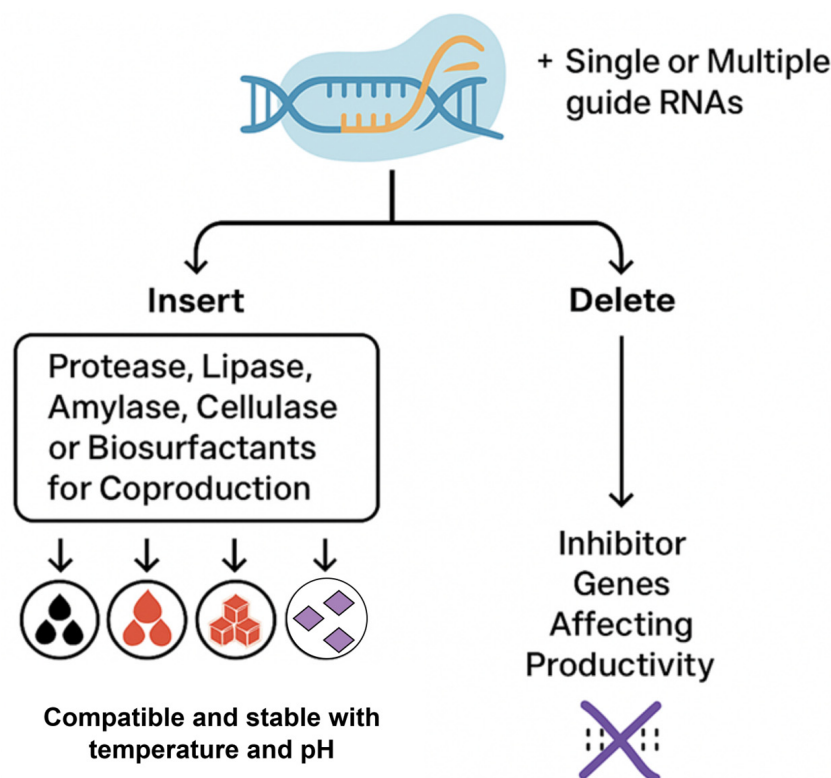 + Single or Multiple
guide RNAs
Insert
Delete
Protease, Lipase,
Amylase, Cellulase
or Biosurfactants
for Coproduction
Inhibitor
Genes
Affecting
Productivity
Compatible and stable with
temperature and pH